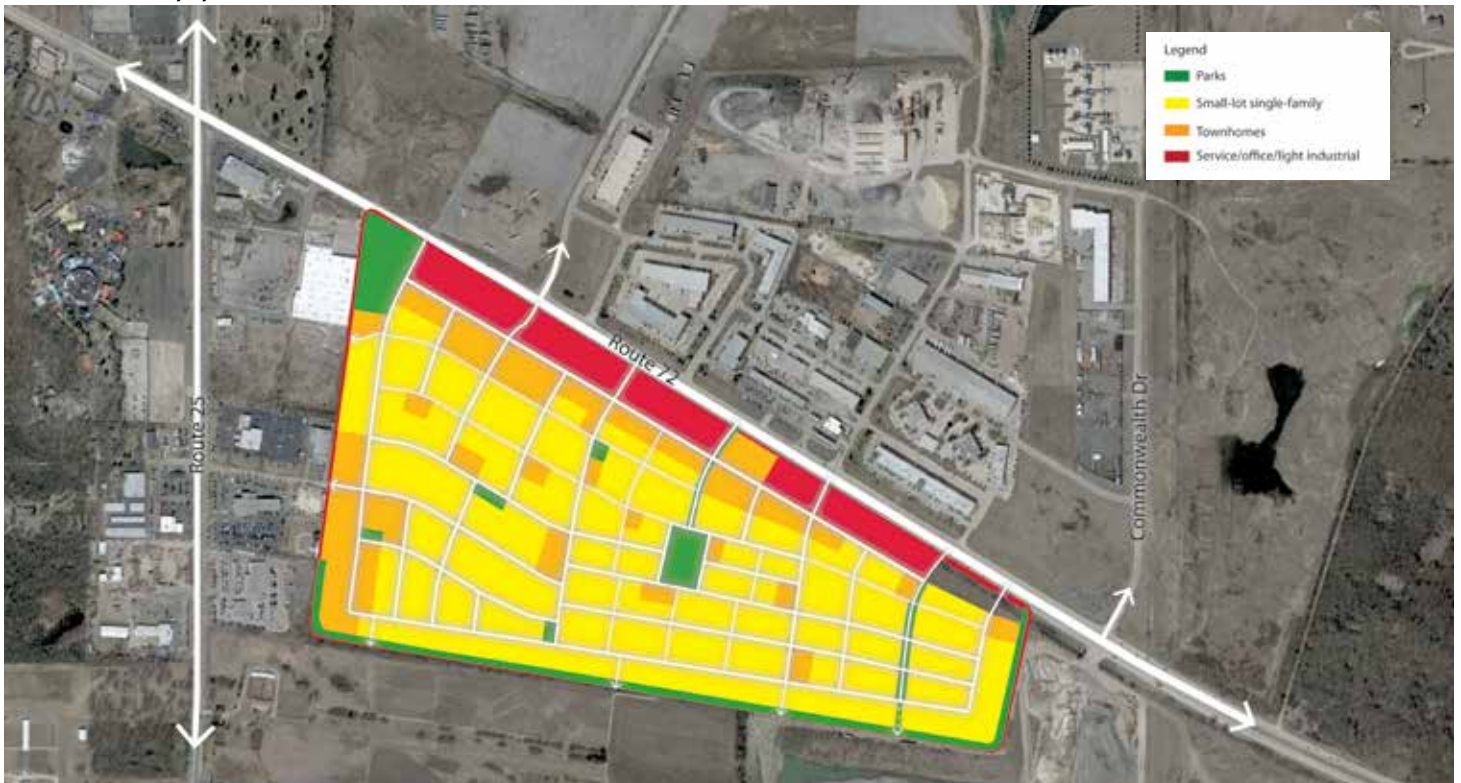 Legend
Parks
Small-lot single-family
Townhomes
Service/office/light industrial
Route 72
Route 25
Commonwealth Dr